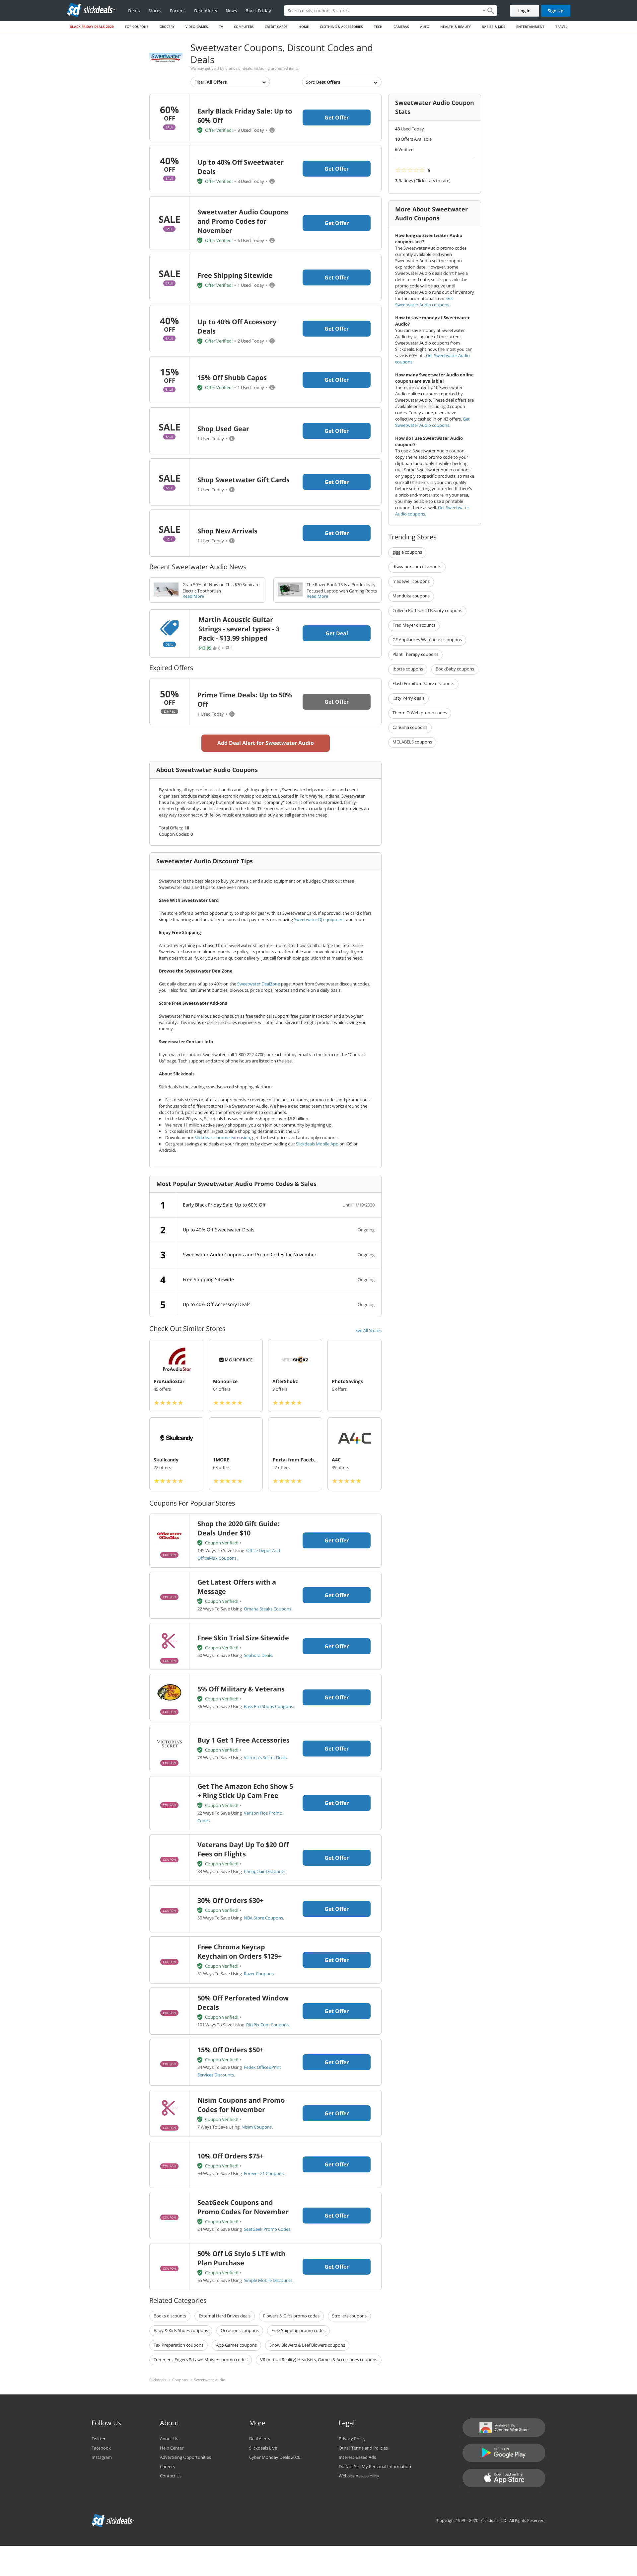 slickdeals
Deals
Stores
Forums
Deal Alerts
News
Black Friday
Search deals, coupons & stores
Log In
Sign Up
BLACK FRIDAY DEALS 2020
TOP COUPONS
GROCERY
VIDEO GAMES
TV
COMPUTERS
CREDIT CARDS
HOME
CLOTHING & ACCESSORIES
TECH
CAMERAS
AUTO
HEALTH & BEAUTY
BABIES & KIDS
ENTERTAINMENT
TRAVEL
Sweetwater
Sweetwater Coupons, Discount Codes and
Deals
We may get paid by brands or deals, including promoted items.
Filter: All Offers
Sort: Best Offers
60%
OFF
SALE
Early Black Friday Sale: Up to
60% Off
Offer Verified! • 9 Used Today •
Get Offer
40%
OFF
SALE
Up to 40% Off Sweetwater
Deals
Offer Verified! • 3 Used Today •
Get Offer
SALE
SALE
Sweetwater Audio Coupons
and Promo Codes for
November
Offer Verified! • 6 Used Today •
Get Offer
SALE
SALE
Free Shipping Sitewide
Offer Verified! • 1 Used Today •
Get Offer
40%
OFF
SALE
Up to 40% Off Accessory
Deals
Offer Verified! • 2 Used Today •
Get Offer
15%
OFF
SALE
15% Off Shubb Capos
Offer Verified! • 1 Used Today •
Get Offer
SALE
SALE
Shop Used Gear
1 Used Today •
Get Offer
SALE
SALE
Shop Sweetwater Gift Cards
1 Used Today •
Get Offer
SALE
SALE
Shop New Arrivals
1 Used Today •
Get Offer
Recent Sweetwater Audio News
Grab 50% off Now on This $70 Sonicare
Electric Toothbrush
Read More
The Razer Book 13 Is a Productivity-
Focused Laptop with Gaming Roots
Read More
Martin Acoustic Guitar
Strings - several types - 3
Pack - $13.99 shipped
$13.99
Get Deal
Expired Offers
50%
OFF
EXPIRED
Prime Time Deals: Up to 50%
Off
1 Used Today •
Get Offer
Add Deal Alert for Sweetwater Audio
About Sweetwater Audio Coupons
By stocking all types of musical, audio and lighting equipment, Sweetwater helps musicians and event
organizers produce matchless electronic music productions. Located in Fort Wayne, Indiana, Sweetwater
has a huge on-site inventory but emphasizes a "small company" touch. It offers a customized, family-
oriented philosophy and local experts in the field. The merchant also offers a marketplace that provides an
easy way to connect with fellow music enthusiasts and buy and sell gear on the cheap.
Total Offers: 10
Coupon Codes: 0
Sweetwater Audio Discount Tips
Sweetwater is the best place to buy your music and audio equipment on a budget. Check out these
Sweetwater deals and tips to save even more.
Save With Sweetwater Card
The store offers a perfect opportunity to shop for gear with its Sweetwater Card. If approved, the card offers
simple financing and the ability to spread out payments on amazing Sweetwater DJ equipment and more.
Enjoy Free Shipping
Almost everything purchased from Sweetwater ships free—no matter how small or large the item. Since
Sweetwater has no minimum purchase policy, its products are affordable and it's convenient to buy. If your
item doesn't qualify, or you want a quicker delivery, just call for a shipping solution that meets the need.
Browse the Sweetwater DealZone
Get daily discounts of up to 40% on the Sweetwater DealZone page. Apart from Sweetwater discount codes,
you'll also find instrument bundles, blowouts, price drops, rebates and more on a daily basis.
Score Free Sweetwater Add-ons
Sweetwater has numerous add-ons such as free technical support, free guitar inspection and a two-year
warranty. This means experienced sales engineers will offer and set the right product while saving you
money.
Sweetwater Contact Info
If you wish to contact Sweetwater, call 1-800-222-4700, or reach out by email via the form on the "Contact
Us" page. Tech support and store phone hours are listed on the site.
About Slickdeals
Slickdeals is the leading crowdsourced shopping platform:
• Slickdeals strives to offer a comprehensive coverage of the best coupons, promo codes and promotions
for thousands of different stores like Sweetwater Audio. We have a dedicated team that works around the
clock to find, post and verify the offers we present to consumers.
• In the last 20 years, Slickdeals has saved online shoppers over $6.8 billion.
• We have 11 million active savvy shoppers, you can join our community by signing up.
• Slickdeals is the eighth largest online shopping destination in the U.S
• Download our Slickdeals chrome extension, get the best prices and auto apply coupons.
• Get great savings and deals at your fingertips by downloading our Slickdeals Mobile App on iOS or
Android.
Most Popular Sweetwater Audio Promo Codes & Sales
1 Early Black Friday Sale: Up to 60% Off Until 11/19/2020
2 Up to 40% Off Sweetwater Deals Ongoing
3 Sweetwater Audio Coupons and Promo Codes for November Ongoing
4 Free Shipping Sitewide Ongoing
5 Up to 40% Off Accessory Deals Ongoing
Check Out Similar Stores
See All Stores
ProAudioStar
ProAudioStar
45 offers
MONOPRICE
Monoprice
64 offers
AFTERSHOKZ
AfterShokz
9 offers
PhotoSavings
6 offers
Skullcandy
Skullcandy
22 offers
1MORE
63 offers
Portal from Faceb...
27 offers
A4C
A4C
39 offers
Coupons For Popular Stores
Office DEPOT
OfficeMax
COUPON
Shop the 2020 Gift Guide:
Deals Under $10
Coupon Verified! •
145 Ways To Save Using Office Depot And
OfficeMax Coupons.
Get Offer
COUPON
Get Latest Offers with a
Message
Coupon Verified! •
22 Ways To Save Using Omaha Steaks Coupons.
Get Offer
COUPON
Free Skin Trial Size Sitewide
Coupon Verified! •
60 Ways To Save Using Sephora Deals.
Get Offer
Bass Pro Shops
COUPON
5% Off Military & Veterans
Coupon Verified! •
36 Ways To Save Using Bass Pro Shops Coupons.
Get Offer
VICTORIA'S
SECRET
COUPON
Buy 1 Get 1 Free Accessories
Coupon Verified! •
78 Ways To Save Using Victoria's Secret Deals.
Get Offer
COUPON
Get The Amazon Echo Show 5
+ Ring Stick Up Cam Free
Coupon Verified! •
22 Ways To Save Using Verizon Fios Promo
Codes.
Get Offer
COUPON
Veterans Day! Up To $20 Off
Fees on Flights
Coupon Verified! •
83 Ways To Save Using CheapOair Discounts.
Get Offer
COUPON
30% Off Orders $30+
Coupon Verified! •
50 Ways To Save Using NBA Store Coupons.
Get Offer
COUPON
Free Chroma Keycap
Keychain on Orders $129+
Coupon Verified! •
51 Ways To Save Using Razer Coupons.
Get Offer
COUPON
50% Off Perforated Window
Decals
Coupon Verified! •
101 Ways To Save Using RitzPix.Com Coupons.
Get Offer
COUPON
15% Off Orders $50+
Coupon Verified! •
34 Ways To Save Using Fedex Office&Print
Services Discounts.
Get Offer
COUPON
Nisim Coupons and Promo
Codes for November
Coupon Verified! •
7 Ways To Save Using Nisim Coupons.
Get Offer
COUPON
10% Off Orders $75+
Coupon Verified! •
94 Ways To Save Using Forever 21 Coupons.
Get Offer
COUPON
SeatGeek Coupons and
Promo Codes for November
Coupon Verified! •
24 Ways To Save Using SeatGeek Promo Codes.
Get Offer
COUPON
50% Off LG Stylo 5 LTE with
Plan Purchase
Coupon Verified! •
65 Ways To Save Using Simple Mobile Discounts.
Get Offer
Related Categories
Books discounts
External Hard Drives deals
Flowers & Gifts promo codes
Strollers coupons
Baby & Kids Shoes coupons
Occasions coupons
Free Shipping promo codes
Tax Preparation coupons
App Games coupons
Snow Blowers & Leaf Blowers coupons
Trimmers, Edgers & Lawn Mowers promo codes
VR (Virtual Reality) Headsets, Games & Accessories coupons
Slickdeals > Coupons > Sweetwater Audio
Sweetwater Audio Coupon
Stats
43 Used Today
10 Offers Available
6 Verified
5
3 Ratings (Click stars to rate)
More About Sweetwater
Audio Coupons
How long do Sweetwater Audio
coupons last?
The Sweetwater Audio promo codes
currently available end when
Sweetwater Audio set the coupon
expiration date. However, some
Sweetwater Audio deals don't have a
definite end date, so it's possible the
promo code will be active until
Sweetwater Audio runs out of inventory
for the promotional item. Get
Sweetwater Audio coupons.
How to save money at Sweetwater
Audio?
You can save money at Sweetwater
Audio by using one of the current
Sweetwater Audio coupons from
Slickdeals. Right now, the most you can
save is 60% off. Get Sweetwater Audio
coupons.
How many Sweetwater Audio online
coupons are available?
There are currently 10 Sweetwater
Audio online coupons reported by
Sweetwater Audio. These deal offers are
available online, including 0 coupon
codes. Today alone, users have
collectively cashed in on 43 offers. Get
Sweetwater Audio coupons.
How do I use Sweetwater Audio
coupons?
To use a Sweetwater Audio coupon,
copy the related promo code to your
clipboard and apply it while checking
out. Some Sweetwater Audio coupons
only apply to specific products, so make
sure all the items in your cart qualify
before submitting your order. If there's
a brick-and-mortar store in your area,
you may be able to use a printable
coupon there as well. Get Sweetwater
Audio coupons.
Trending Stores
jeggle coupons
dfwvapor.com discounts
madewell coupons
Manduka coupons
Colleen Rothschild Beauty coupons
Fred Meyer discounts
GE Appliances Warehouse coupons
Plant Therapy coupons
Ibotta coupons
BookBaby coupons
Flash Furniture Store discounts
Katy Perry deals
Therm O Web promo codes
Carisma coupons
MCLABELS coupons
Follow Us
Twitter
Facebook
Instagram
About
About Us
Help Center
Advertising Opportunities
Careers
Contact Us
More
Deal Alerts
Slickdeals Live
Cyber Monday Deals 2020
Legal
Privacy Policy
Other Terms and Policies
Interest-Based Ads
Do Not Sell My Personal Information
Website Accessibility
Available in the
Chrome Web Store
GET IT ON
Google Play
Download on the
App Store
slickdeals
Copyright 1999 - 2020. Slickdeals, LLC. All Rights Reserved.